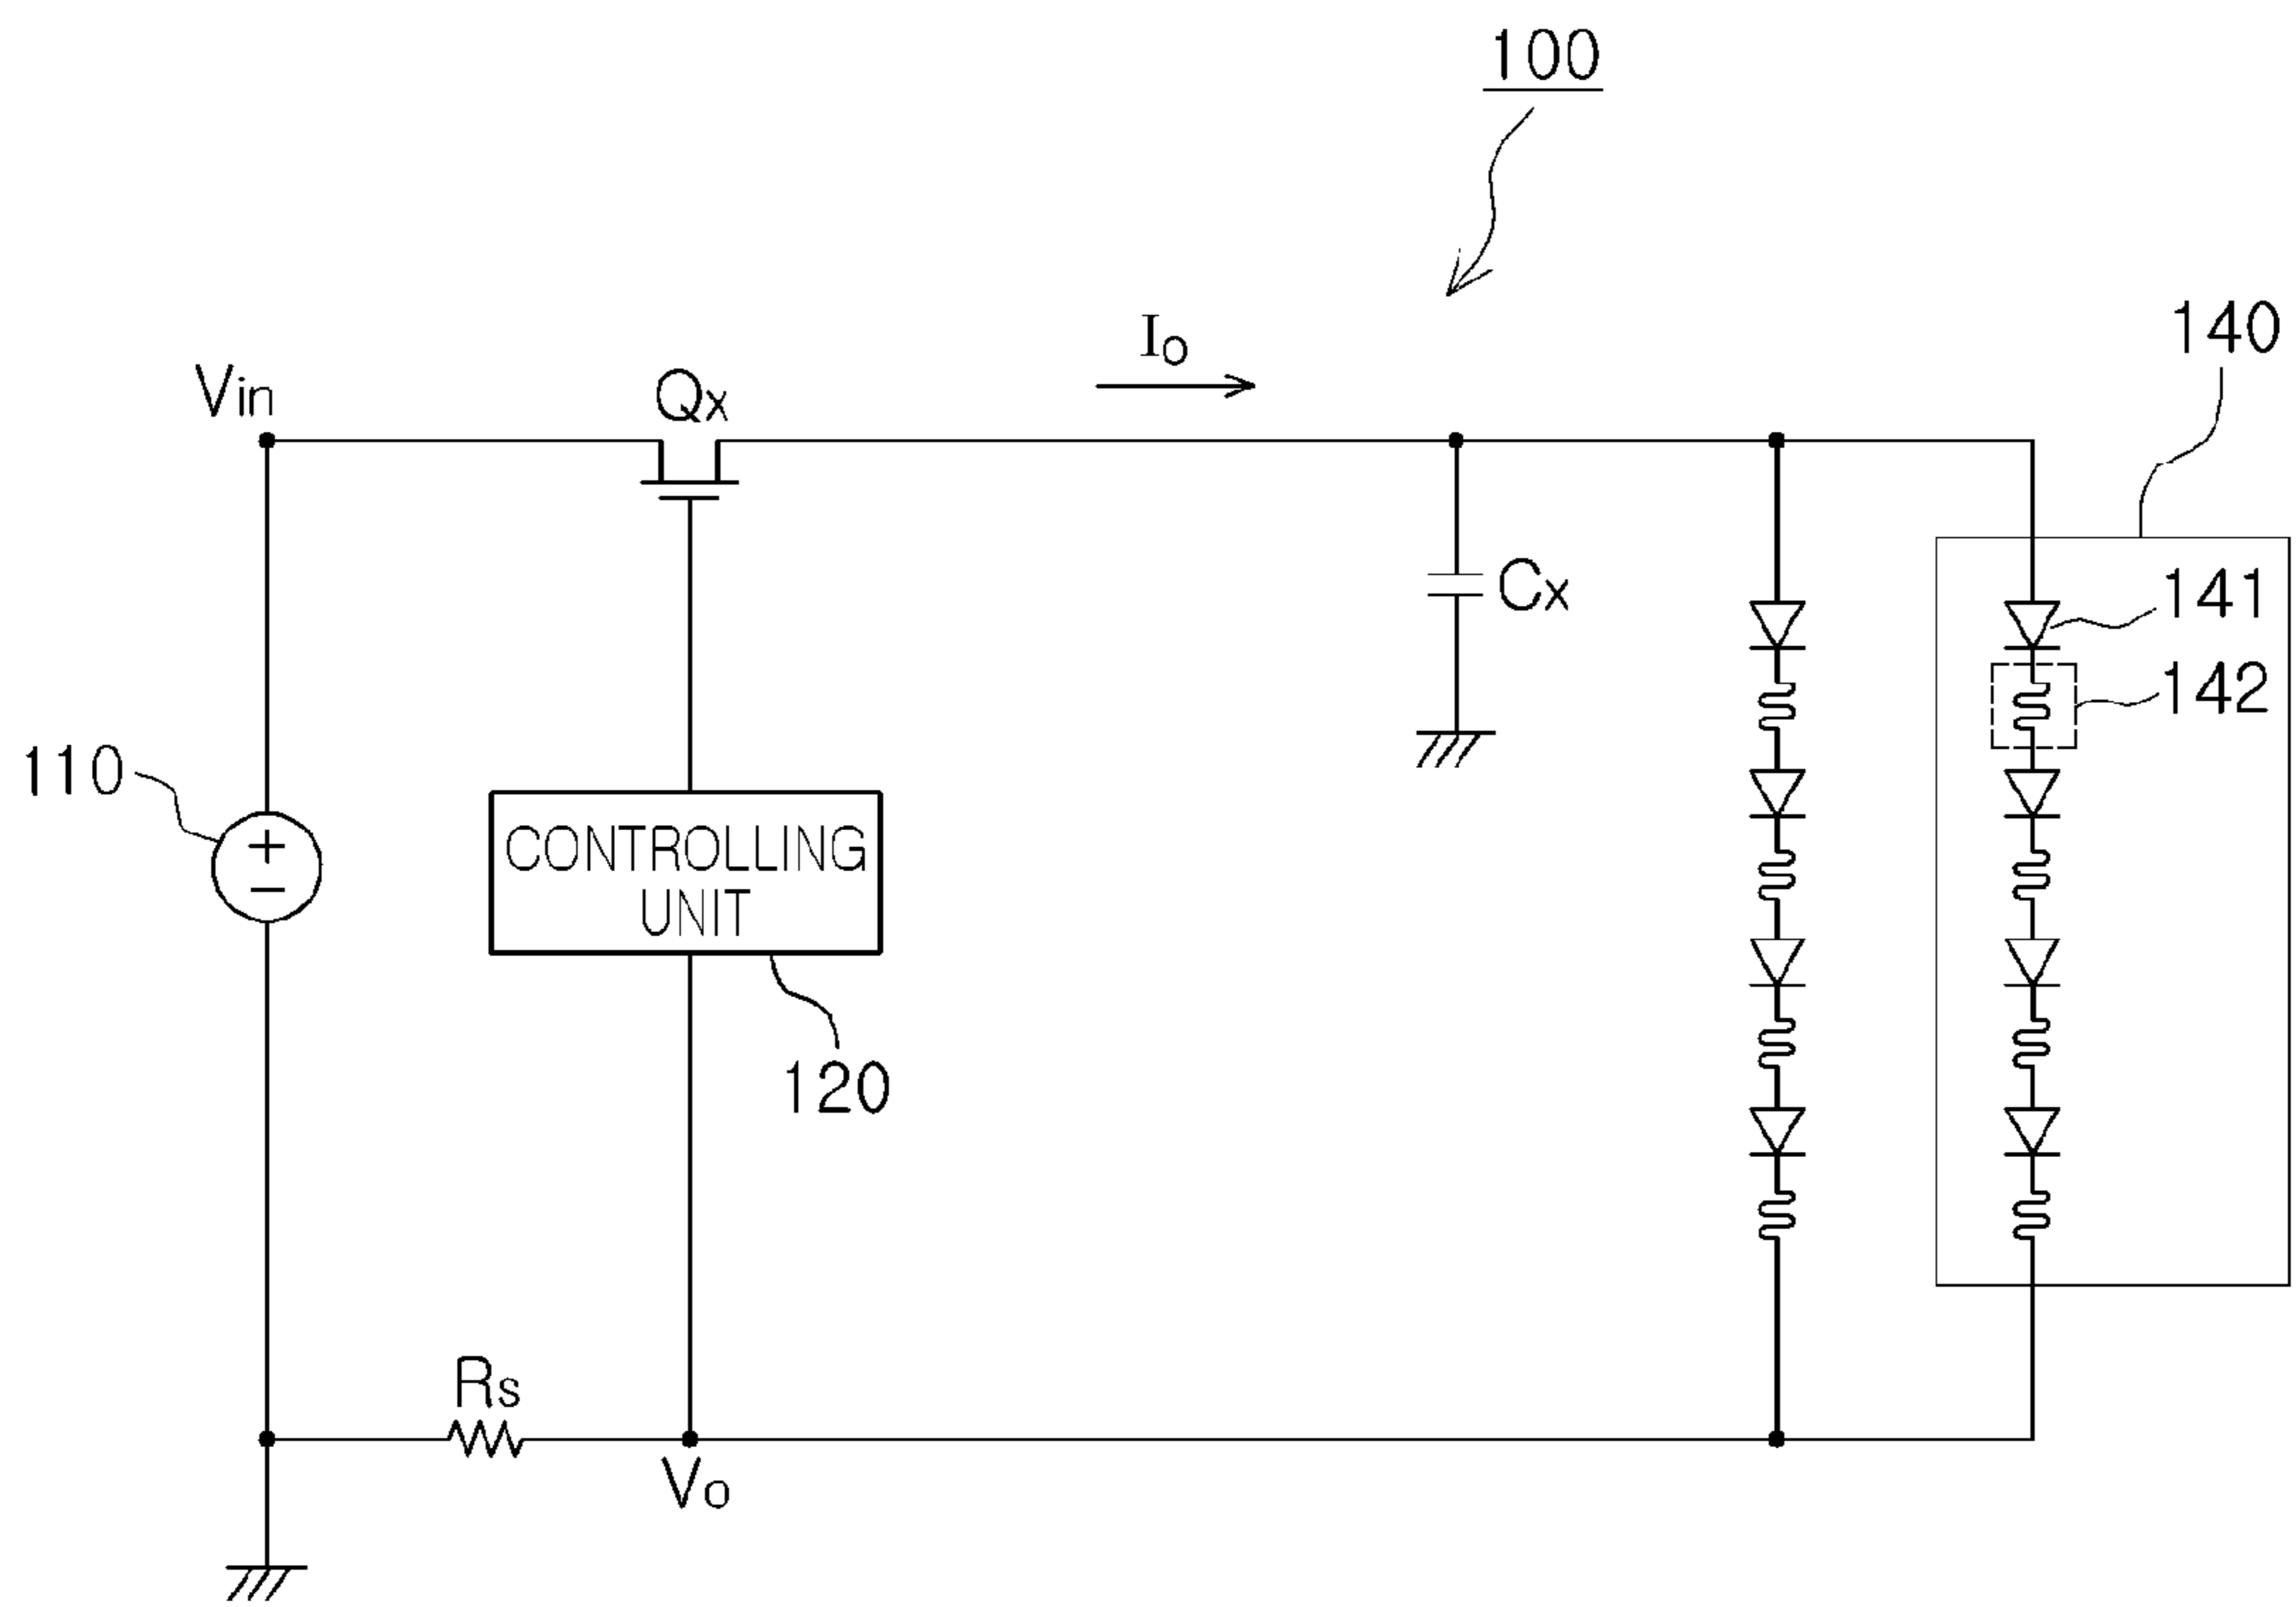 100
Io
140
Vin
Qx
Cx
141
142
110
+
−
CONTROLLING
UNIT
120
Rs
Vo